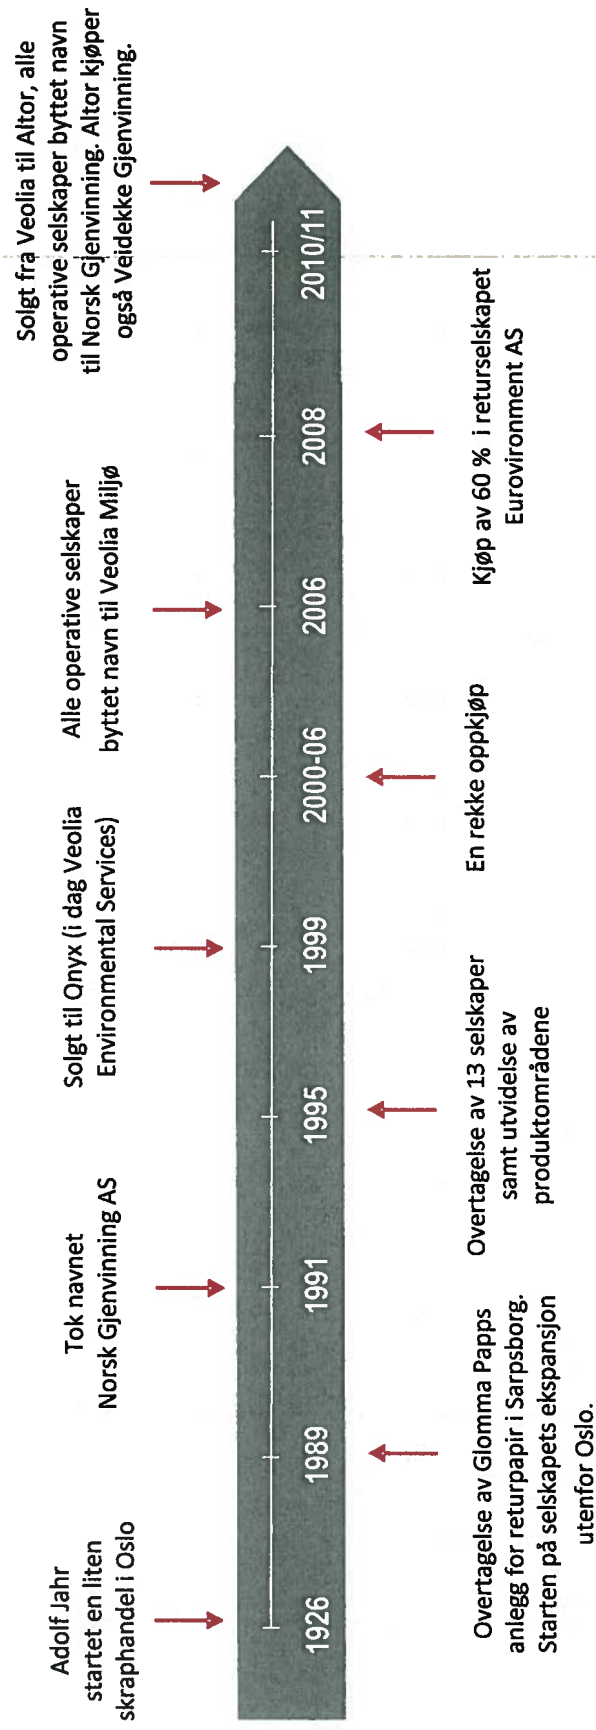 Adolf Jahr
startet en liten
skraphandel i Oslo
Tok navnet
Norsk Gjenvinning AS
Solgt til Onyx (i dag Veolia
Environmental Services)
Alle operative selskaper
byttet navn til Veolia Miljø
Solgt fra Veolia til Altor, alle
operative selskaper byttet navn
til Norsk Gjenvinning. Altor kjøper
også Veidekke Gjenvinning.
1926
1989
1991
1995
1999
2000-06
2006
2008
2010/11
Overtagelse av Glomma Papps
anlegg for returpapir i Sarpsborg.
Starten på selskapets ekspansjon
utenfor Oslo.
Overtagelse av 13 selskaper
samt utvidelse av
produktområdene
En rekke oppkjøp
Kjøp av 60 % i returselskapet
Eurovironment AS